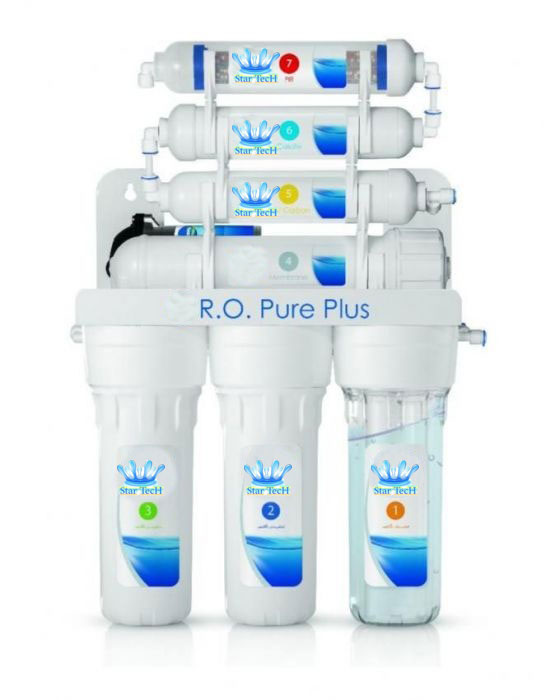 Star TecH
7
Star TecH
6
Calcite
Star TecH
5
Carbon
4
Membrane
R.O. Pure Plus
Star TecH
3
Star TecH
2
Star TecH
1